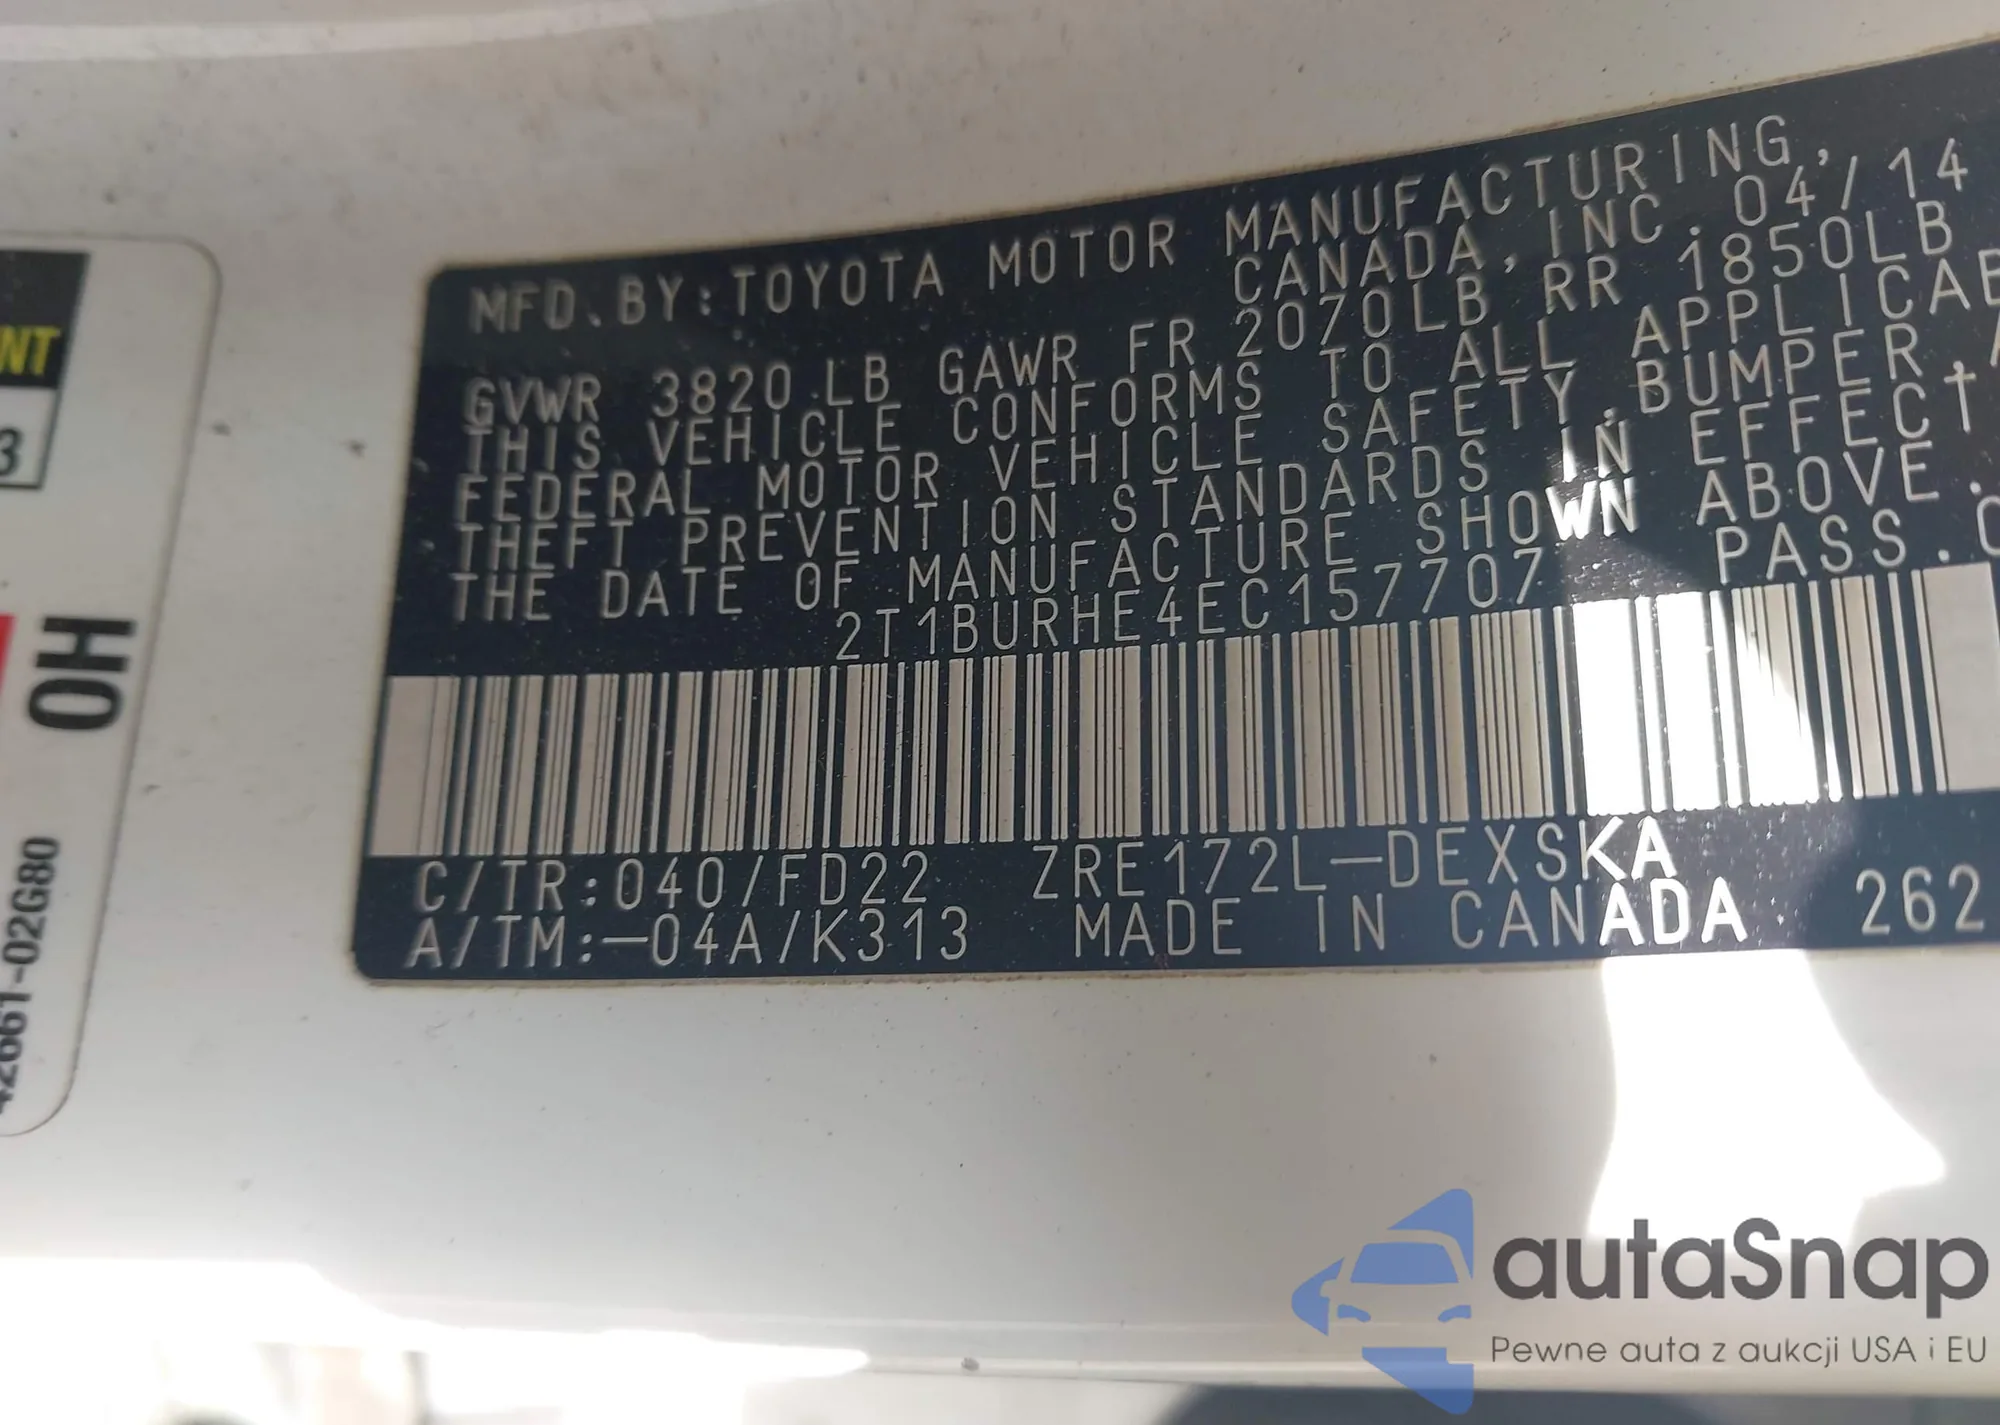 MFD. BY: TOYOTA MOTOR MANUFACTURING,
CANADA, INC. 04/14
GVWR 3820 LB GAWR FR 2070LB RR 1850LB
THIS VEHICLE CONFORMS TO ALL APPLICAB
FEDERAL MOTOR VEHICLE SAFETY, BUMPER, A
THEFT PREVENTION STANDARDS IN EFFECT
THE DATE OF MANUFACTURE SHOWN ABOVE.
2T1BURHE4EC157707 PASS. C
C/TR: 040/FD22 ZRE172L-DEXSKA
A/TM: -04A/K313 MADE IN CANADA 262
NT
3
OH
42661-02G80
autaSnap
Pewne auta z aukcji USA i EU